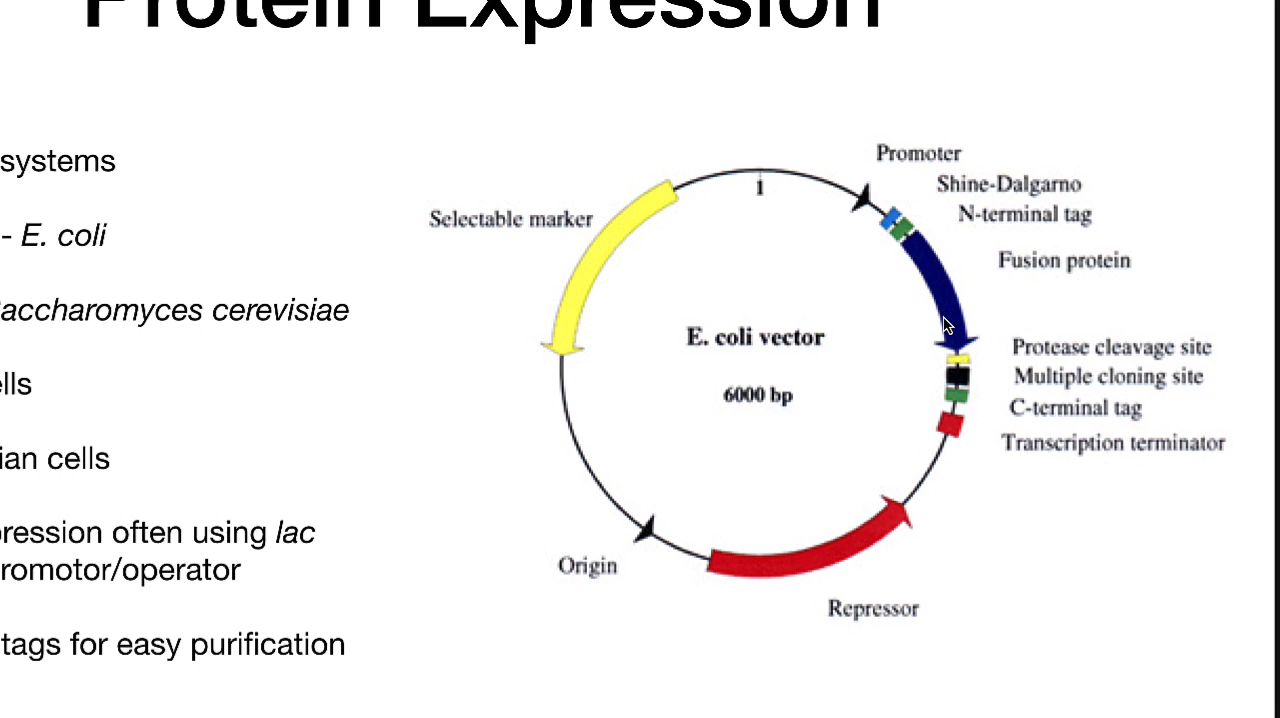 Protein Expression
systems
- E. coli
accharomyces cerevisiae
ells
ian cells
ression often using lac
romotor/operator
tags for easy purification
Promoter
Shine-Dalgarno
N-terminal tag
Fusion protein
Selectable marker
1
E. coli vector
6000 bp
Protease cleavage site
Multiple cloning site
C-terminal tag
Transcription terminator
Origin
Repressor